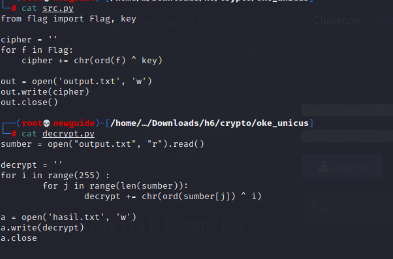 └─# cat src.py
from flag import Flag, key
cipher = ''
for f in Flag:
        cipher += chr(ord(f) ^ key)
out = open('output.txt', 'w')
out.write(cipher)
out.close()
┌──(root💀newguide)-[/home/…/Downloads/h6/crypto/oke_unicus]
└─# cat decrypt.py
sumber = open("output.txt", "r").read()
decrypt = ''
for i in range(255) :
        for j in range(len(sumber)):
                decrypt += chr(ord(sumber[j]) ^ i)
a = open('hasil.txt', 'w')
a.write(decrypt)
a.close